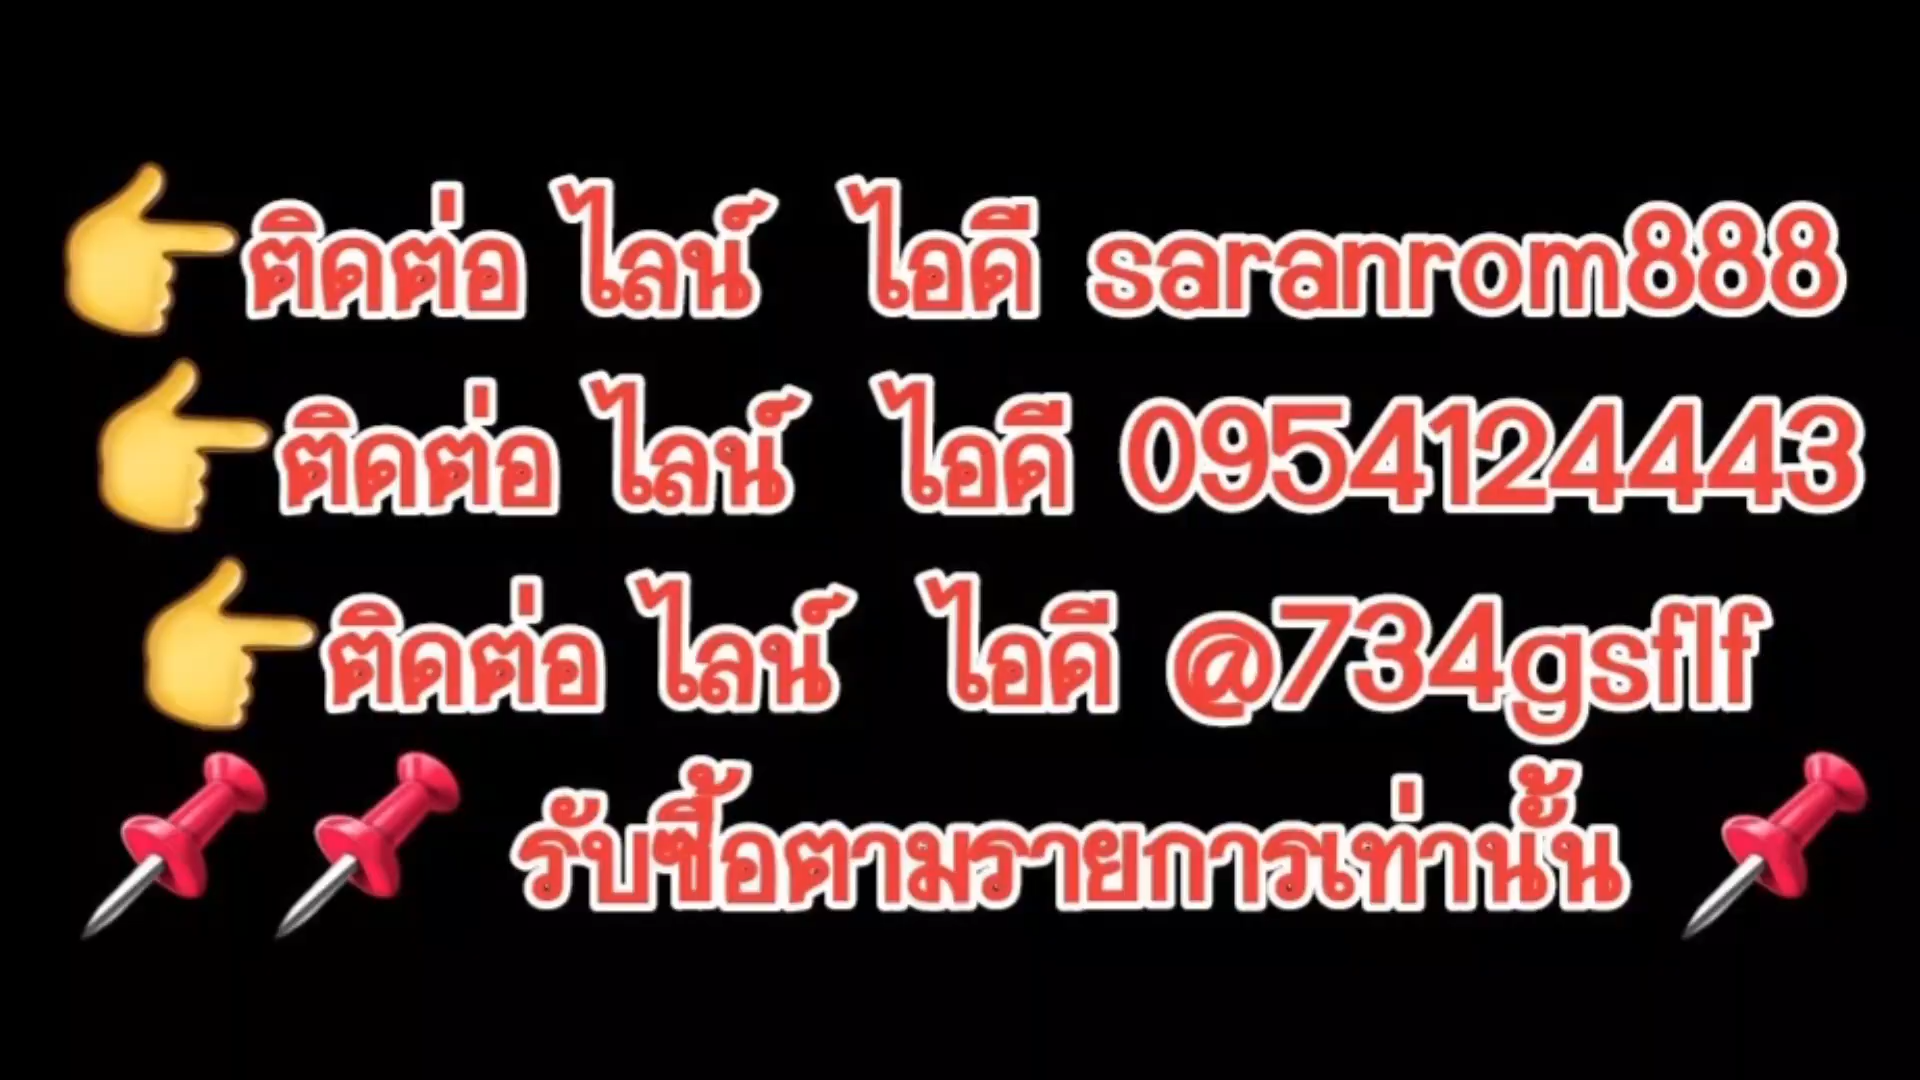 👉ติดต่อ ไลน์ ไอดี saranrom888
👉ติดต่อ ไลน์ ไอดี 0954124443
👉ติดต่อ ไลน์ ไอดี @734gsflf
📌📌 รับซื้อตามรายการเท่านั้น 📌